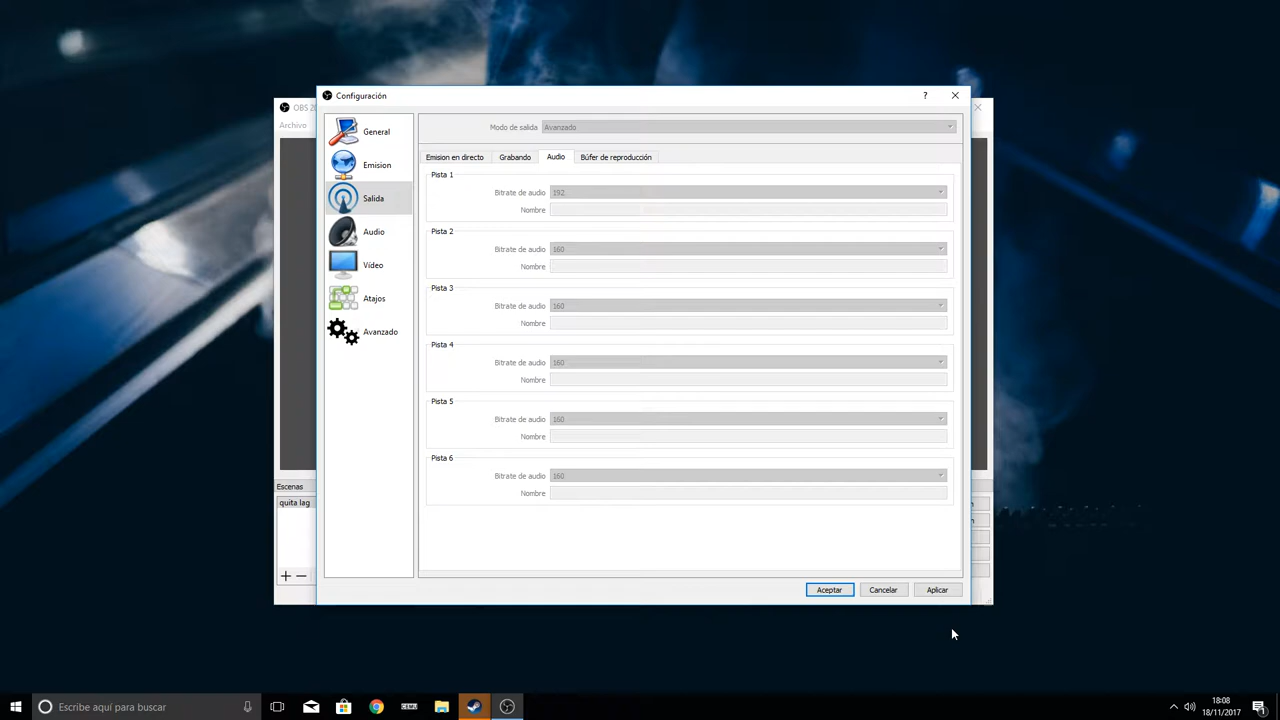 OBS 20
Configuración
?
Archivo
General
Emision
Salida
Audio
Vídeo
Atajos
Avanzado
Modo de salida Avanzado
Emision en directo Grabando Audio Búfer de reproducción
Pista 1
Bitrate de audio 192
Nombre
Pista 2
Bitrate de audio 160
Nombre
Pista 3
Bitrate de audio 160
Nombre
Pista 4
Bitrate de audio 160
Nombre
Pista 5
Bitrate de audio 160
Nombre
Pista 6
Bitrate de audio 160
Nombre
Escenas
quita lag
Aceptar Cancelar Aplicar
Escribe aquí para buscar
CEMU
18:08
18/11/2017
1